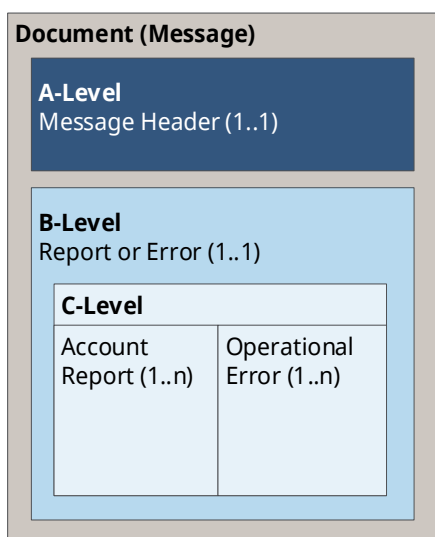 Document (Message)
A-Level
Message Header (1..1)
B-Level
Report or Error (1..1)
C-Level
Account
Report (1..n)
Operational
Error (1..n)